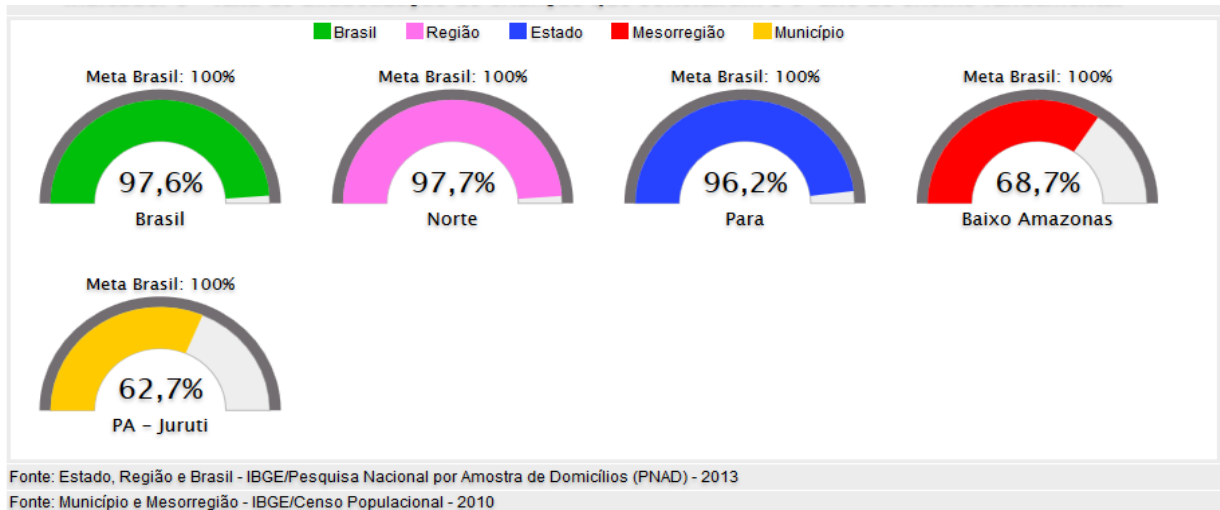 Brasil Região Estado Mesorregião Município
Meta Brasil: 100% Meta Brasil: 100% Meta Brasil: 100% Meta Brasil: 100%
97,6% 97,7% 96,2% 68,7%
Brasil Norte Para Baixo Amazonas
Meta Brasil: 100%
62,7%
PA – Juruti
Fonte: Estado, Região e Brasil - IBGE/Pesquisa Nacional por Amostra de Domicílios (PNAD) - 2013
Fonte: Município e Mesorregião - IBGE/Censo Populacional - 2010